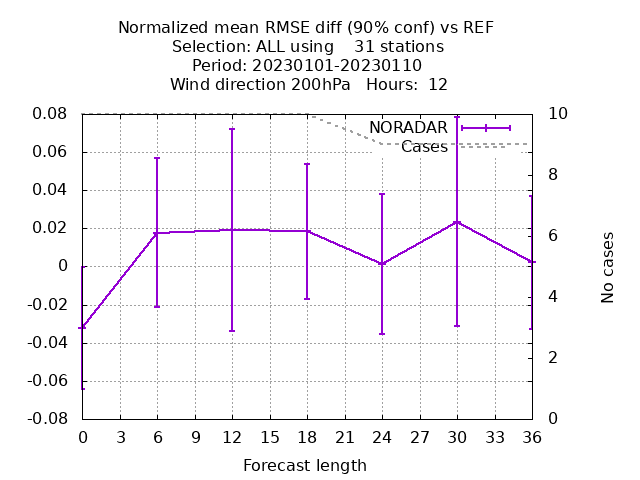 Normalized mean RMSE diff (90% conf) vs REF
Selection: ALL using    31 stations
Period: 20230101-20230110
Wind direction 200hPa   Hours:  12
0.08
0.06
0.04
0.02
0
-0.02
-0.04
-0.06
-0.08
NORADAR
Cases
10
8
6
4
2
0
No cases
0 3 6 9 12 15 18 21 24 27 30 33 36
Forecast length